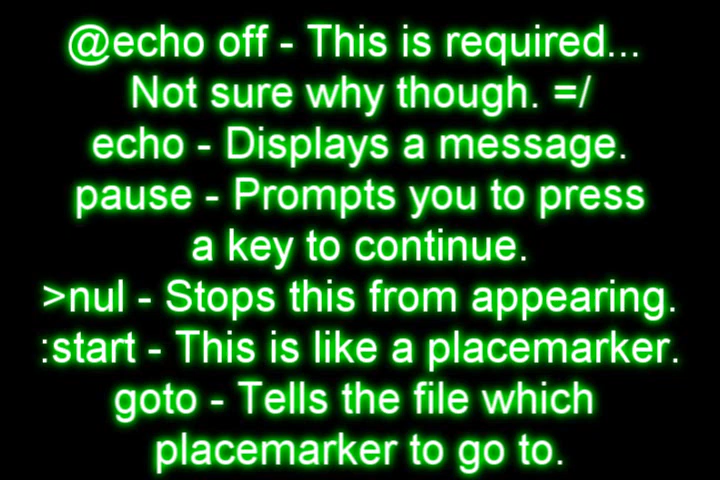 @echo off - This is required...
Not sure why though. =/
echo - Displays a message.
pause - Prompts you to press
a key to continue.
>nul - Stops this from appearing.
:start - This is like a placemarker.
goto - Tells the file which
placemarker to go to.